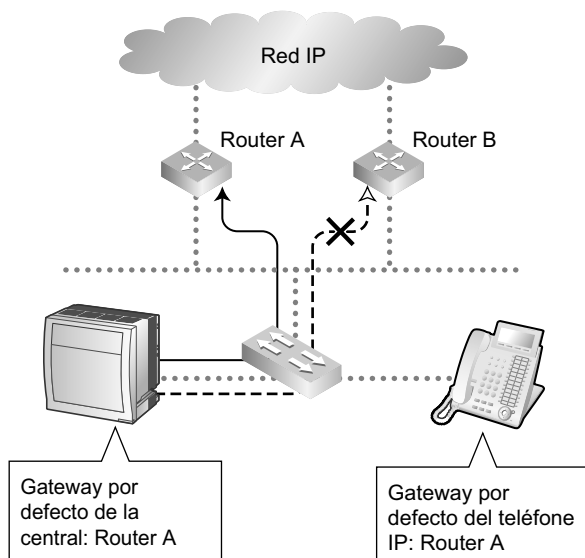 Red IP
Router A
Router B
Gateway por
defecto de la
central: Router A
Gateway por
defecto del teléfone
IP: Router A